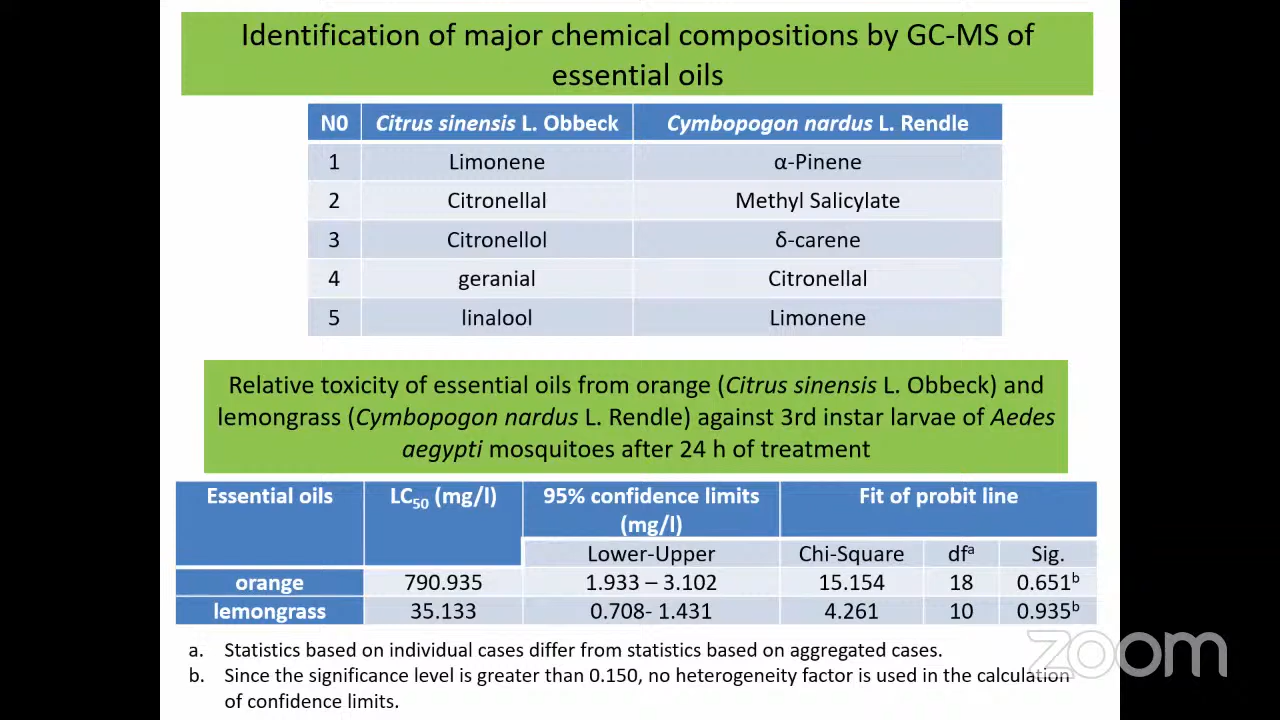 Identification of major chemical compositions by GC-MS of
essential oils
N0 Citrus sinensis L. Obbeck Cymbopogon nardus L. Rendle
1 Limonene α-Pinene
2 Citronellal Methyl Salicylate
3 Citronellol δ-carene
4 geranial Citronellal
5 linalool Limonene
Relative toxicity of essential oils from orange (Citrus sinensis L. Obbeck) and
lemongrass (Cymbopogon nardus L. Rendle) against 3rd instar larvae of Aedes
aegypti mosquitoes after 24 h of treatment
Essential oils LC50 (mg/l) 95% confidence limits Fit of probit line
(mg/l)
Lower-Upper Chi-Square dfa Sig.
orange 790.935 1.933 – 3.102 15.154 18 0.651b
lemongrass 35.133 0.708- 1.431 4.261 10 0.935b
a. Statistics based on individual cases differ from statistics based on aggregated cases.
b. Since the significance level is greater than 0.150, no heterogeneity factor is used in the calculation
of confidence limits.
zoom